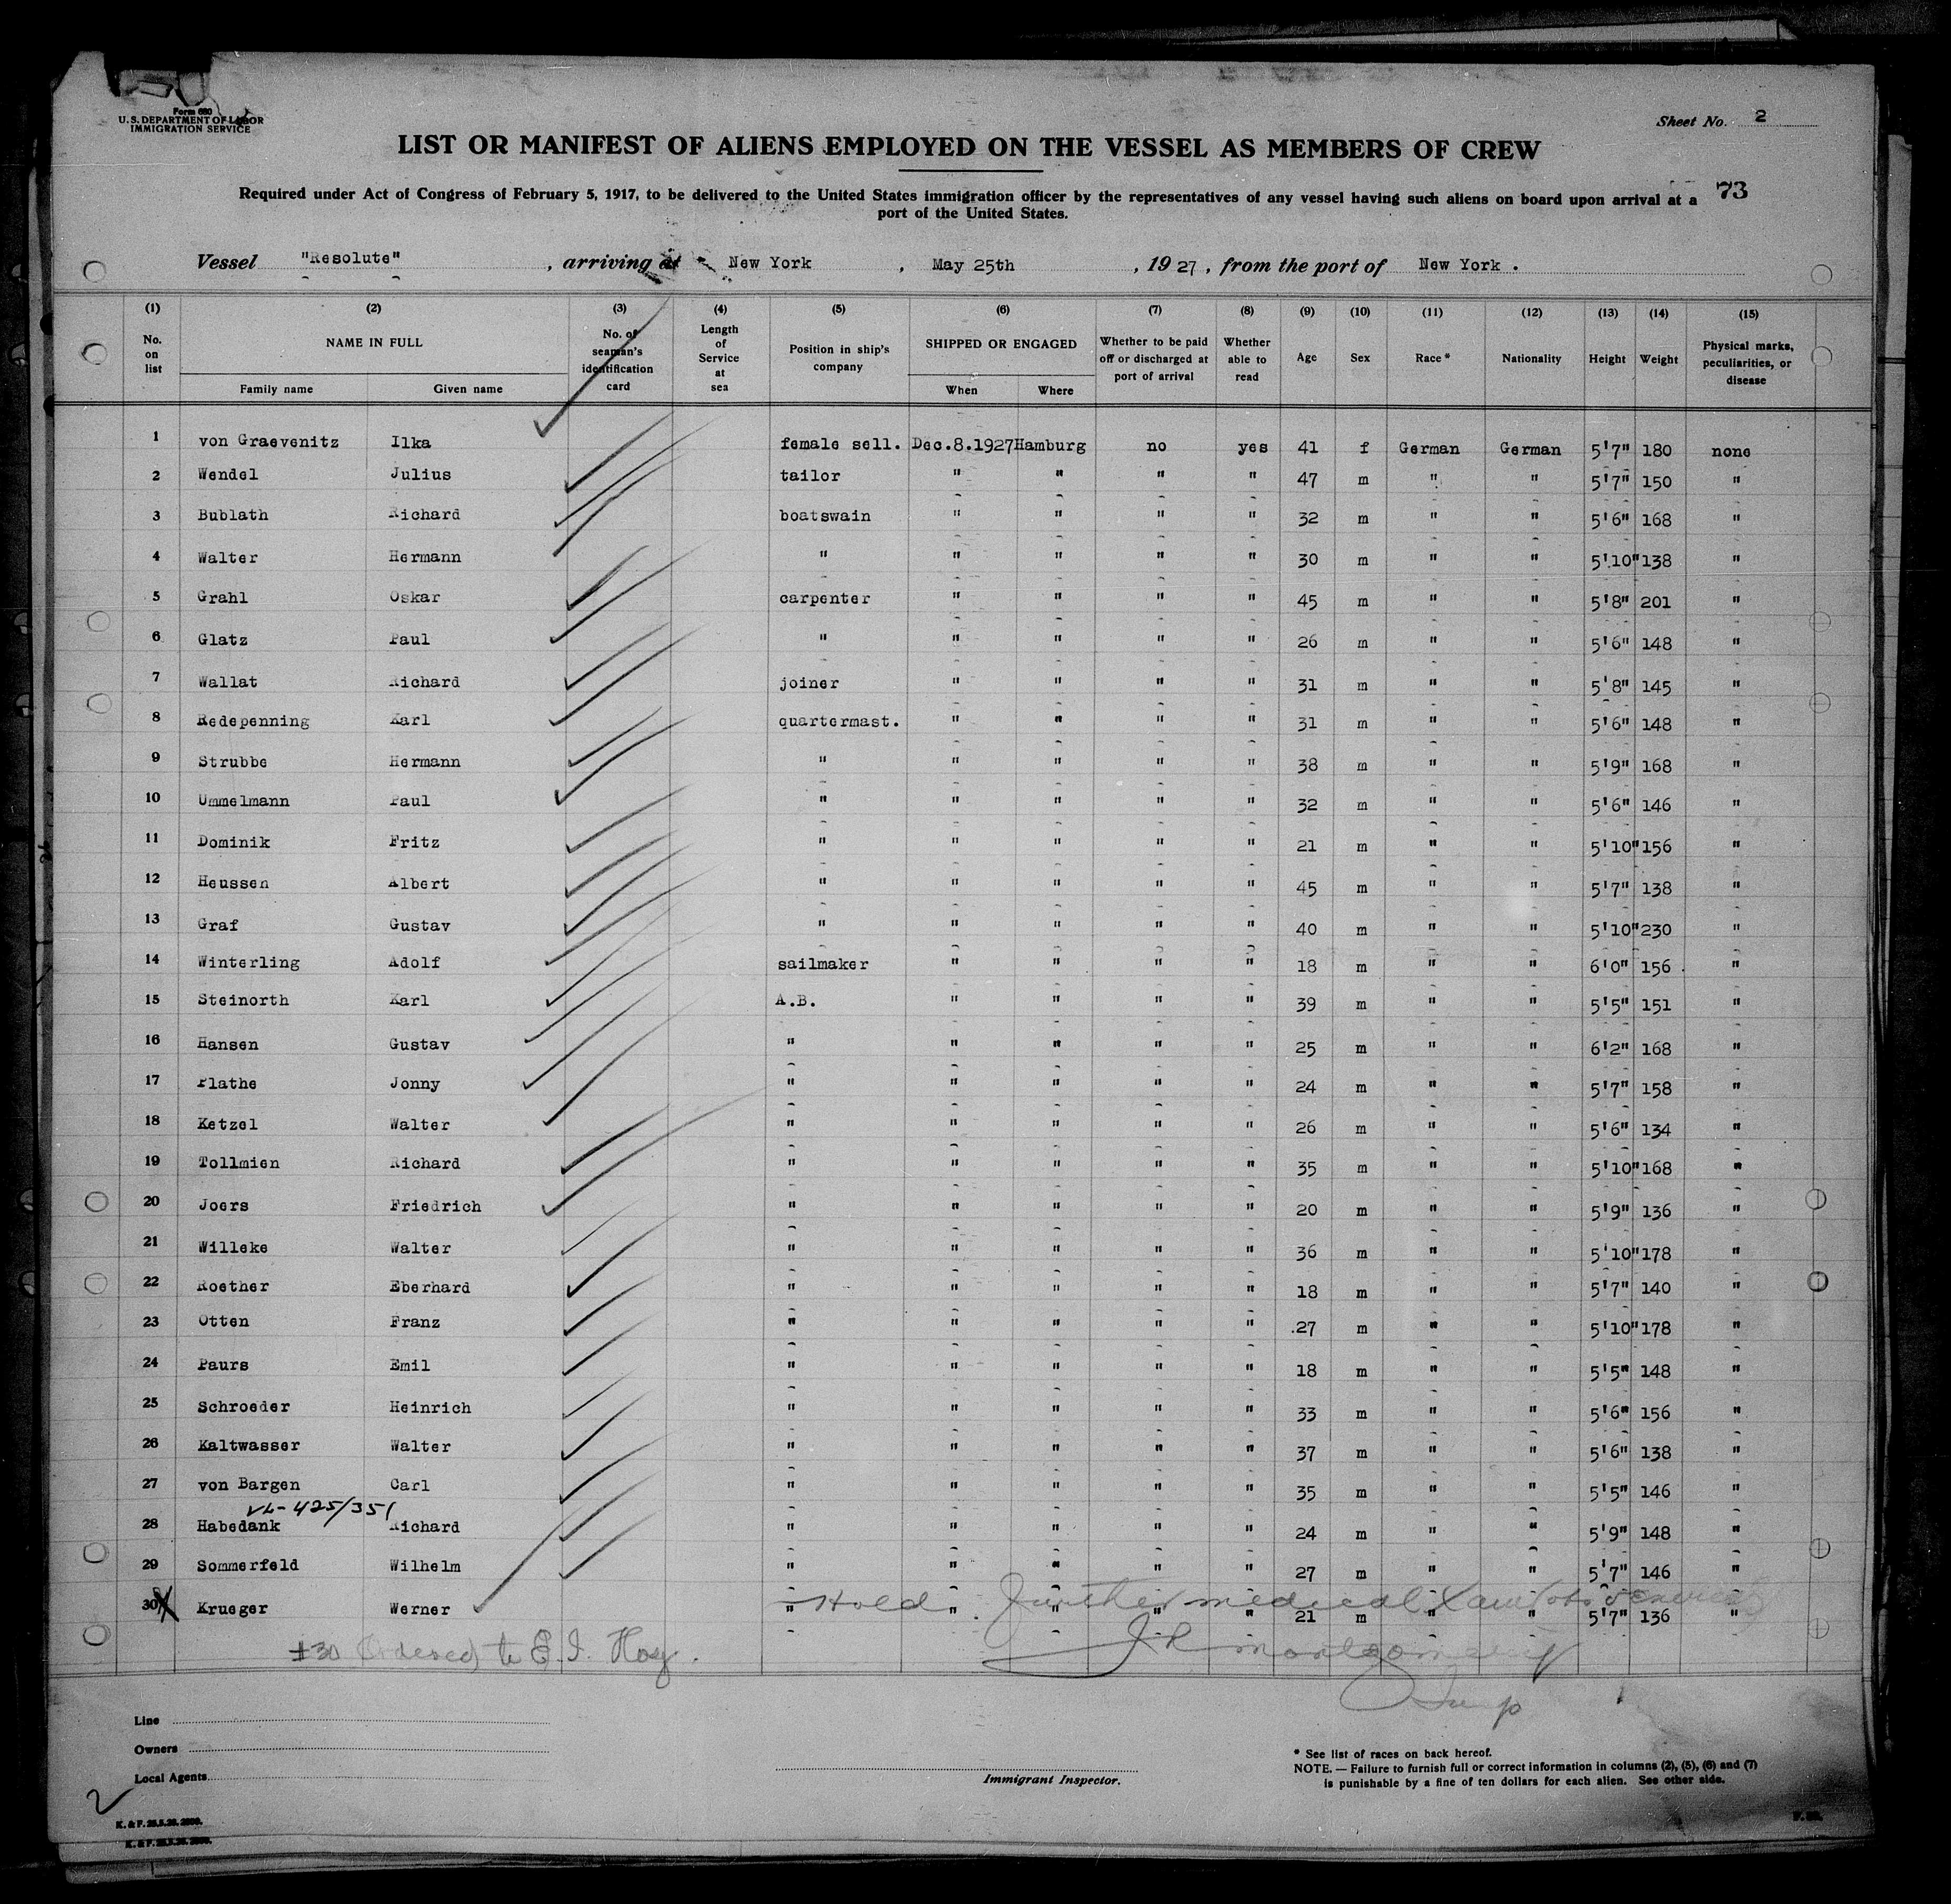 Form 680
U. S. DEPARTMENT OF LABOR
IMMIGRATION SERVICE
Sheet No. 2
LIST OR MANIFEST OF ALIENS EMPLOYED ON THE VESSEL AS MEMBERS OF CREW
Required under Act of Congress of February 5, 1917, to be delivered to the United States immigration officer by the representatives of any vessel having such aliens on board upon arrival at a
port of the United States.
73
Vessel "Resolute", arriving at New York, May 25th, 1927, from the port of New York.
(1) (2) (3) (4) (5) (6) (7) (8) (9) (10) (11) (12) (13) (14) (15)
No. on list NAME IN FULL Family name Given name No. of seaman's identification card Length of Service at sea Position in ship's company SHIPPED OR ENGAGED When Where Whether to be paid off or discharged at port of arrival Whether able to read Age Sex Race* Nationality Height Weight Physical marks, peculiarities, or disease
1 von Graevenitz Ilka female sell. Dec.8.1927 Hamburg no yes 41 f German German 5'7" 180 none
2 Wendel Julius tailor " " " " 47 m " " 5'7" 150 "
3 Bublath Richard boatswain " " " " 32 m " " 5'6" 168 "
4 Walter Hermann " " " " " 30 m " " 5'10" 138 "
5 Grahl Oskar carpenter " " " " 45 m " " 5'8" 201 "
6 Glatz Paul " " " " " 26 m " " 5'6" 148 "
7 Wallat Richard joiner " " " " 31 m " " 5'8" 145 "
8 Redepenning Karl quartermast. " " " " 31 m " " 5'6" 148 "
9 Strubbe Hermann " " " " " 38 m " " 5'9" 168 "
10 Ummelmann Paul " " " " " 32 m " " 5'6" 146 "
11 Dominik Fritz " " " " " 21 m " " 5'10" 156 "
12 Heussen Albert " " " " " 45 m " " 5'7" 138 "
13 Graf Gustav " " " " " 40 m " " 5'10" 230 "
14 Winterling Adolf sailmaker " " " " 18 m " " 6'0" 156 "
15 Steinorth Karl A.B. " " " " 39 m " " 5'5" 151 "
16 Hansen Gustav " " " " " 25 m " " 6'2" 168 "
17 Plathe Jonny " " " " " 24 m " " 5'7" 158 "
18 Ketzel Walter " " " " " 26 m " " 5'6" 134 "
19 Tollmien Richard " " " " " 35 m " " 5'10" 168 "
20 Joers Friedrich " " " " " 20 m " " 5'9" 136 "
21 Willeke Walter " " " " " 36 m " " 5'10" 178 "
22 Roether Eberhard " " " " " 18 m " " 5'7" 140 "
23 Otten Franz " " " " " 27 m " " 5'10" 178 "
24 Paurs Emil " " " " " 18 m " " 5'5" 148 "
25 Schroeder Heinrich " " " " " 33 m " " 5'6" 156 "
26 Kaltwasser Walter " " " " " 37 m " " 5'6" 138 "
27 von Bargen Carl " " " " " 35 m " " 5'5" 146 "
VL-425/351
28 Habedank Richard " " " " " 24 m " " 5'9" 148 "
29 Sommerfeld Wilhelm " " " " " 27 m " " 5'7" 146 "
Hold. Further medical
30 X Krueger Werner " " " " " 21 m " " 5'7" 136 "
#30 Ordered to E. I. Hosp.
J R Montgomery
Insp
Line
Owners
Local Agents
Immigrant Inspector.
* See list of races on back hereof.
NOTE. — Failure to furnish full or correct information in columns (2), (5), (6) and (7)
is punishable by a fine of ten dollars for each alien. See other side.
2